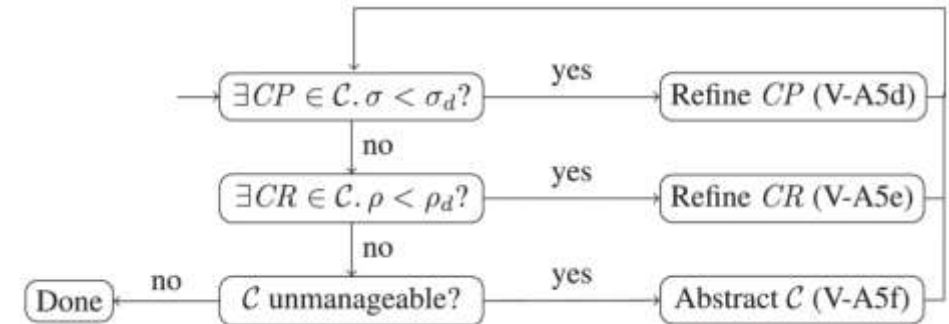 ∃CP ∈ 𝒞. σ < σ_d? yes Refine CP (V-A5d)
no
∃CR ∈ 𝒞. ρ < ρ_d? yes Refine CR (V-A5e)
no
Done no 𝒞 unmanageable? yes Abstract 𝒞 (V-A5f)